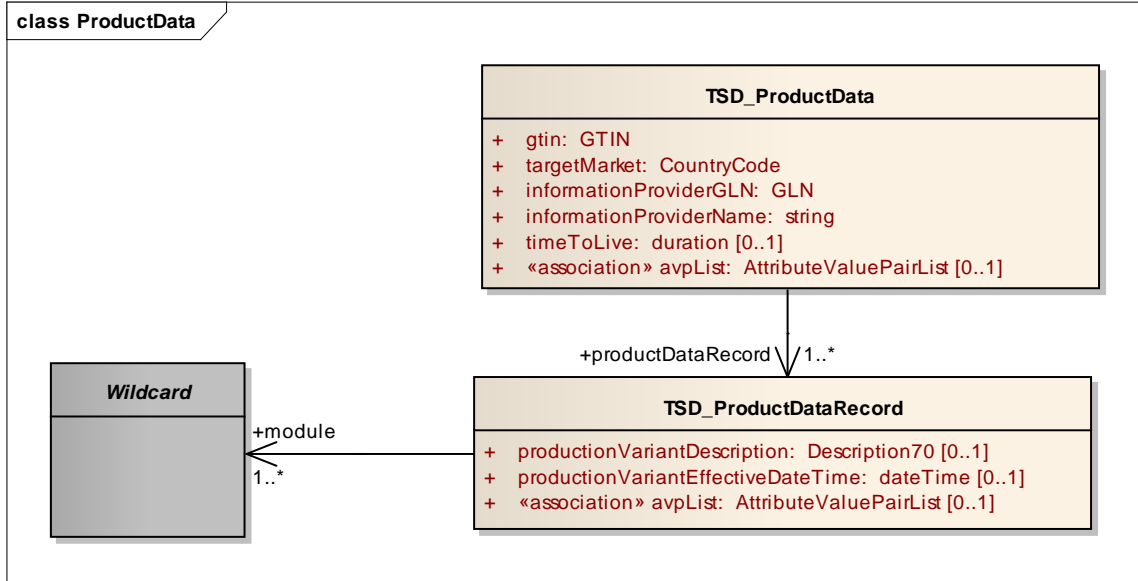 class ProductData
TSD_ProductData
+ gtin: GTIN
+ targetMarket: CountryCode
+ informationProviderGLN: GLN
+ informationProviderName: string
+ timeToLive: duration [0..1]
+ «association» avpList: AttributeValuePairList [0..1]
+productDataRecord 1..*
Wildcard
+module
1..*
TSD_ProductDataRecord
+ productionVariantDescription: Description70 [0..1]
+ productionVariantEffectiveDateTime: dateTime [0..1]
+ «association» avpList: AttributeValuePairList [0..1]